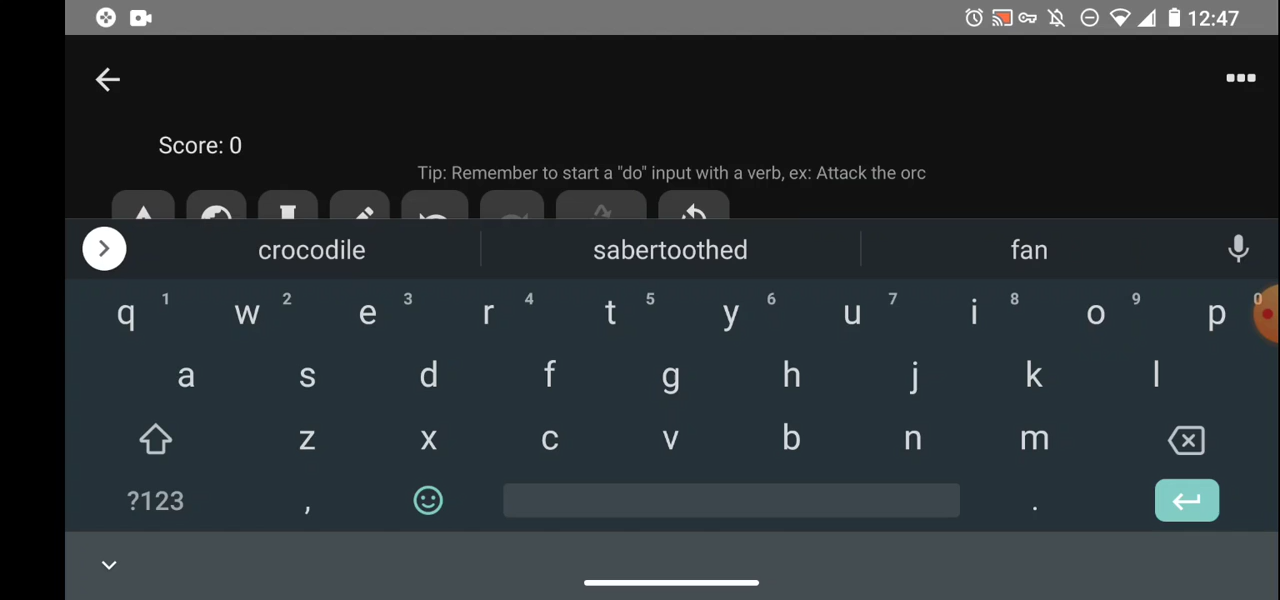 12:47
Score: 0
Tip: Remember to start a "do" input with a verb, ex: Attack the orc
crocodile sabertoothed fan
q 1 w 2 e 3 r 4 t 5 y 6 u 7 i 8 o 9 p 0
a s d f g h j k l
z x c v b n m
?123 , .